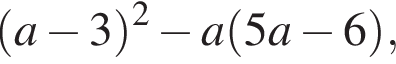 (a − 3)² − a(5a − 6),